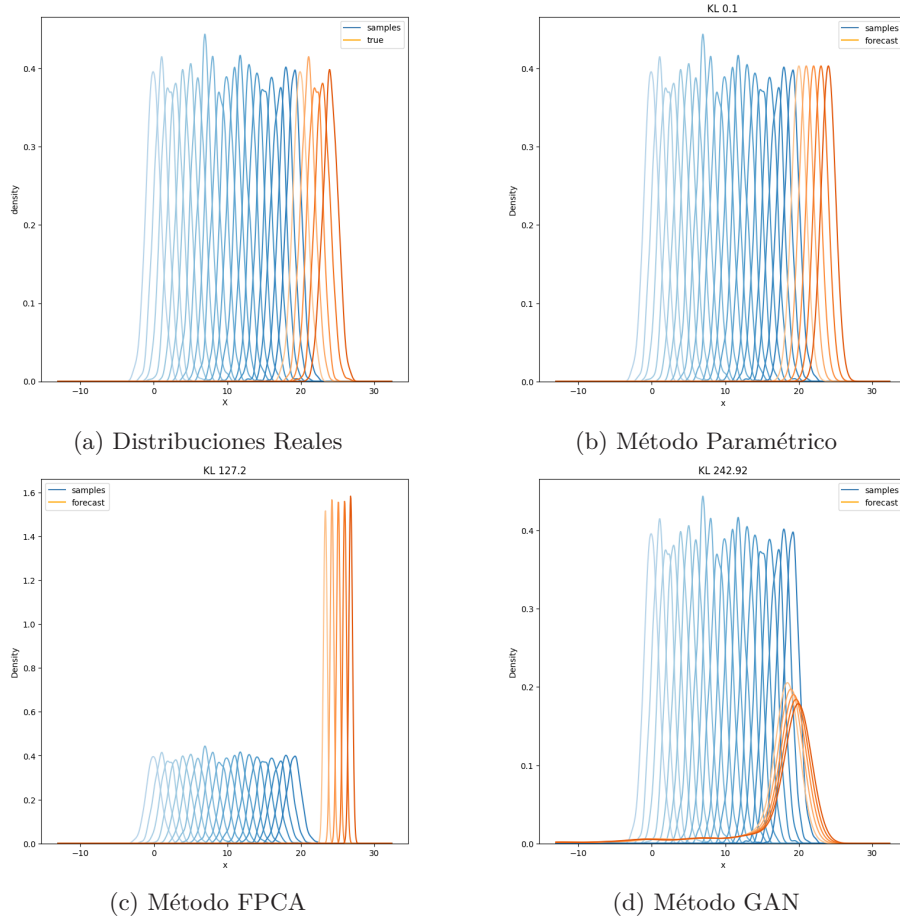 samples
true
0.4
0.3
0.2
0.1
0.0
density
−10 0 10 20 30
X
(a) Distribuciones Reales
KL 0.1
samples
forecast
0.4
0.3
0.2
0.1
0.0
Density
−10 0 10 20 30
x
(b) Método Paramétrico
KL 127.2
samples
forecast
1.6
1.4
1.2
1.0
0.8
0.6
0.4
0.2
0.0
Density
−10 0 10 20 30
x
(c) Método FPCA
KL 242.92
samples
forecast
0.4
0.3
0.2
0.1
0.0
Density
−10 0 10 20 30
x
(d) Método GAN